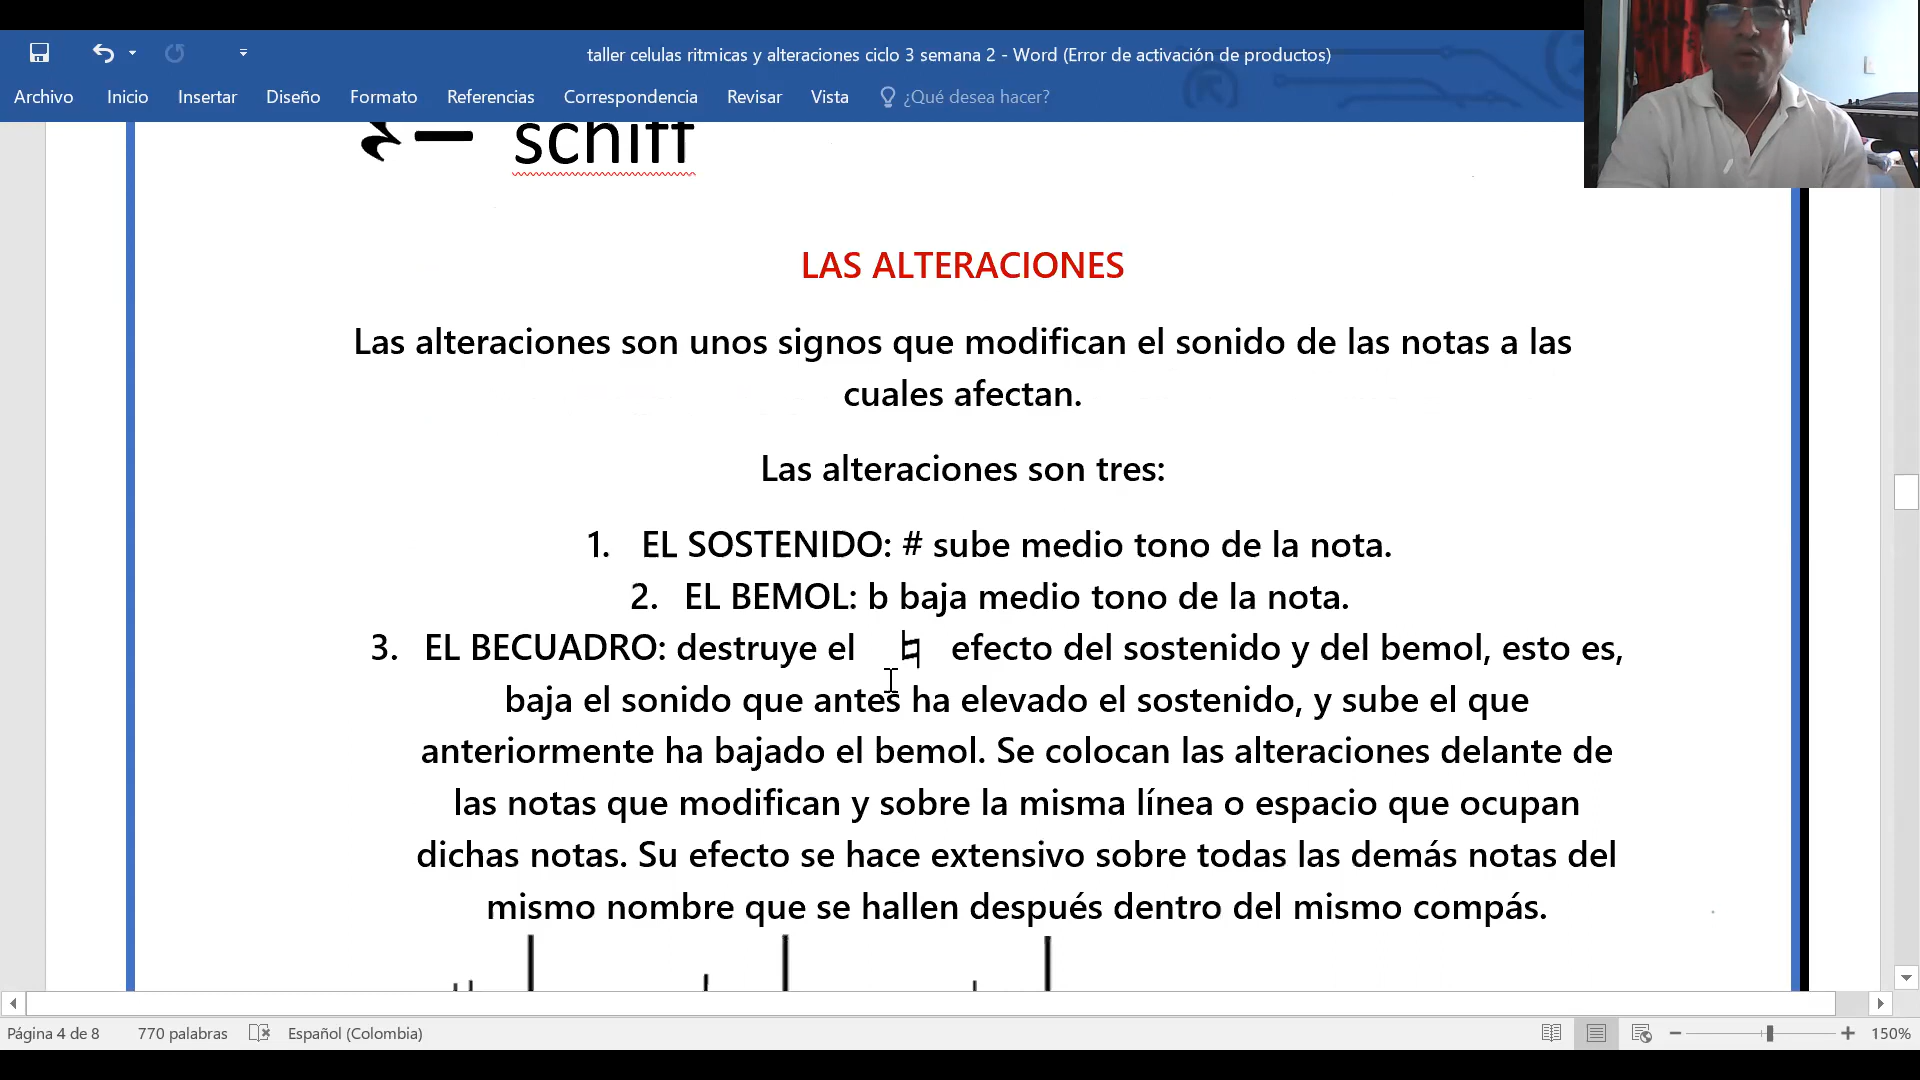 taller celulas ritmicas y alteraciones ciclo 3 semana 2 - Word (Error de activación de productos)
Archivo Inicio Insertar Diseño Formato Referencias Correspondencia Revisar Vista ¿Qué desea hacer?
schiff
LAS ALTERACIONES
Las alteraciones son unos signos que modifican el sonido de las notas a las
cuales afectan.
Las alteraciones son tres:
1. EL SOSTENIDO: # sube medio tono de la nota.
2. EL BEMOL: b baja medio tono de la nota.
3. EL BECUADRO: destruye el ♮ efecto del sostenido y del bemol, esto es,
baja el sonido que antes ha elevado el sostenido, y sube el que
anteriormente ha bajado el bemol. Se colocan las alteraciones delante de
las notas que modifican y sobre la misma línea o espacio que ocupan
dichas notas. Su efecto se hace extensivo sobre todas las demás notas del
mismo nombre que se hallen después dentro del mismo compás.
Página 4 de 8 770 palabras Español (Colombia) 150%